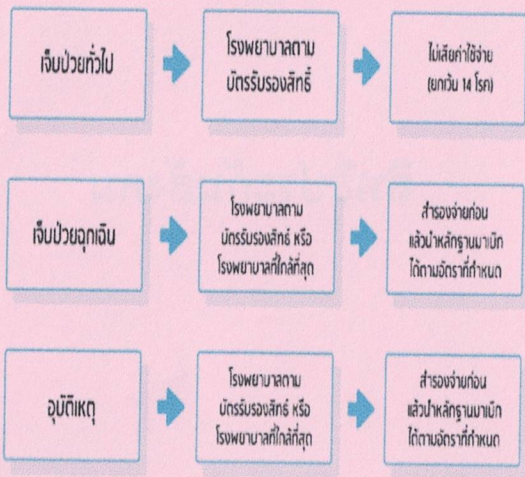 เจ็บป่วยทั่วไป
โรงพยาบาลตาม
บัตรรับรองสิทธิ์
ไม่เสียค่าใช้จ่าย
(ยกเว้น 14 โรค)
เจ็บป่วยฉุกเฉิน
โรงพยาบาลตาม
บัตรรับรองสิทธิ์ หรือ
โรงพยาบาลที่ใกล้ที่สุด
สำรองจ่ายก่อน
แล้วนำหลักฐานมาเบิก
ได้ตามอัตราที่กำหนด
อุบัติเหตุ
โรงพยาบาลตาม
บัตรรับรองสิทธิ์ หรือ
โรงพยาบาลที่ใกล้ที่สุด
สำรองจ่ายก่อน
แล้วนำหลักฐานมาเบิก
ได้ตามอัตราที่กำหนด